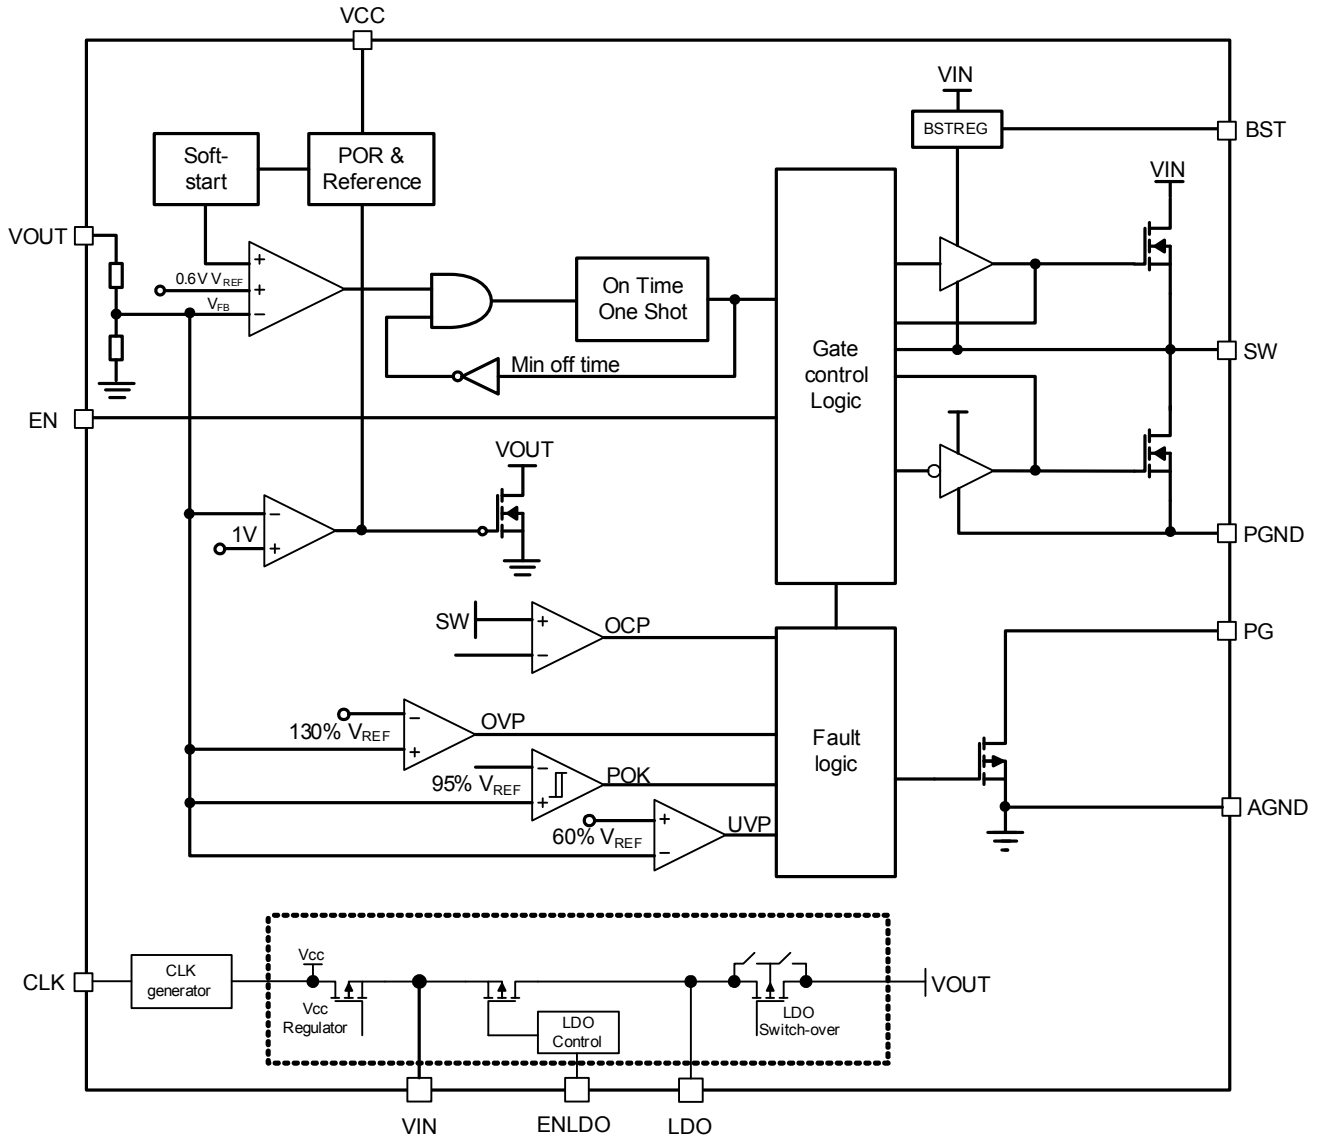 VCC
VIN
BSTREG
BST
Soft-
start
POR &
Reference
VIN
VOUT
0.6V VREF
+
+
VFB
−
On Time
One Shot
Min off time
Gate
control
Logic
SW
EN
VOUT
1V
−
+
PGND
SW
+
−
OCP
PG
130% VREF
−
+
OVP
95% VREF
−
+
POK
60% VREF
+
−
UVP
Fault
logic
AGND
CLK
CLK
generator
Vcc
Vcc
Regulator
LDO
Control
LDO
Switch-over
VOUT
VIN
ENLDO
LDO